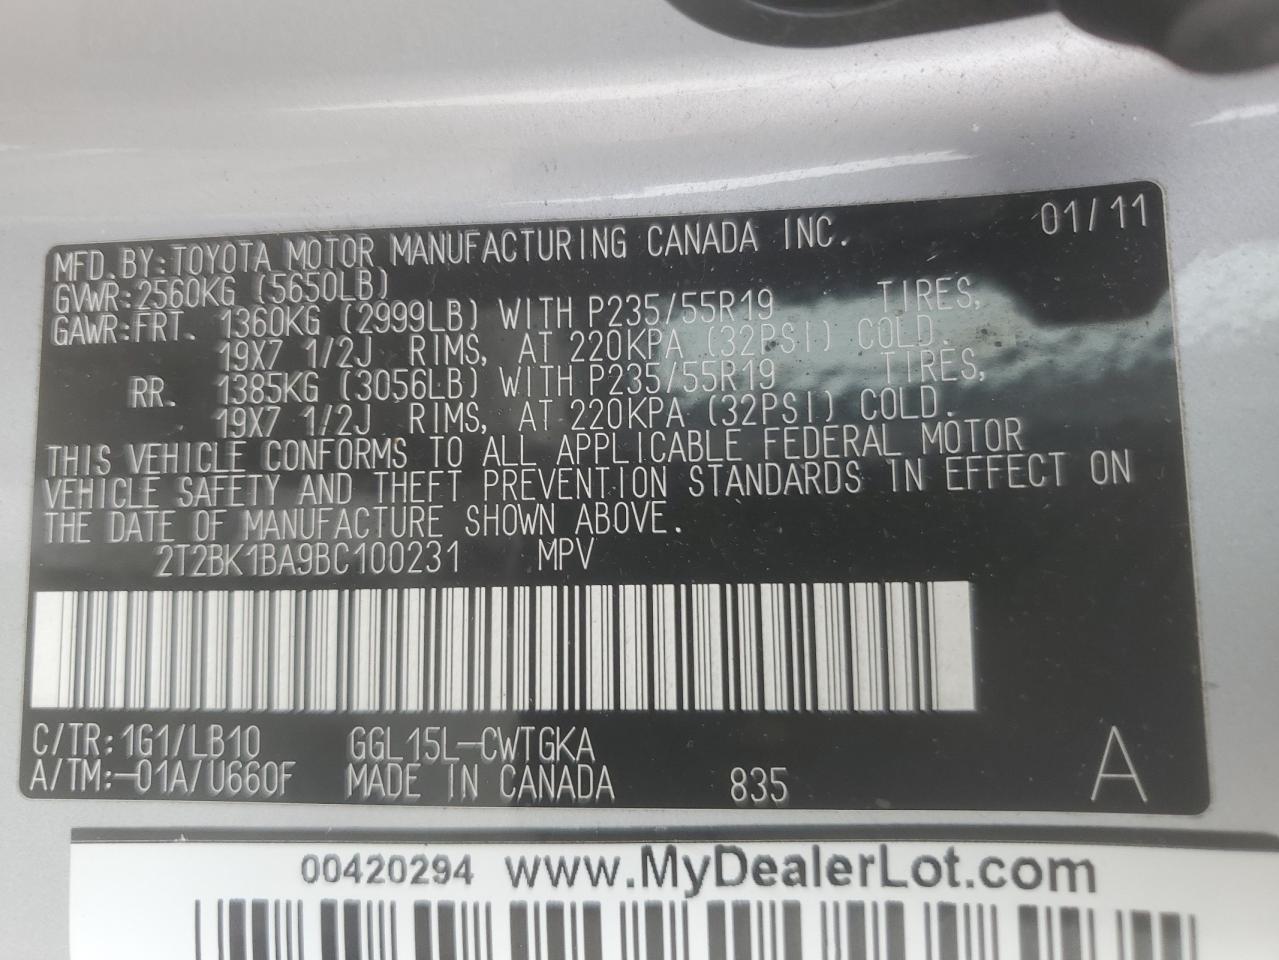 MFD. BY: TOYOTA MOTOR MANUFACTURING CANADA INC. 01/11
GVWR: 2560KG (5650LB)
GAWR: FRT. 1360KG (2999LB) WITH P235/55R19 TIRES,
19X7 1/2J RIMS, AT 220KPA (32PSI) COLD.
RR. 1385KG (3056LB) WITH P235/55R19 TIRES,
19X7 1/2J RIMS, AT 220KPA (32PSI) COLD.
THIS VEHICLE CONFORMS TO ALL APPLICABLE FEDERAL MOTOR
VEHICLE SAFETY AND THEFT PREVENTION STANDARDS IN EFFECT ON
THE DATE OF MANUFACTURE SHOWN ABOVE.
2T2BK1BA9BC100231 MPV
C/TR: 1G1/LB10 GGL15L-CWTGKA
A/TM: -01A/U660F MADE IN CANADA 835 A
00420294 www.MyDealerLot.com